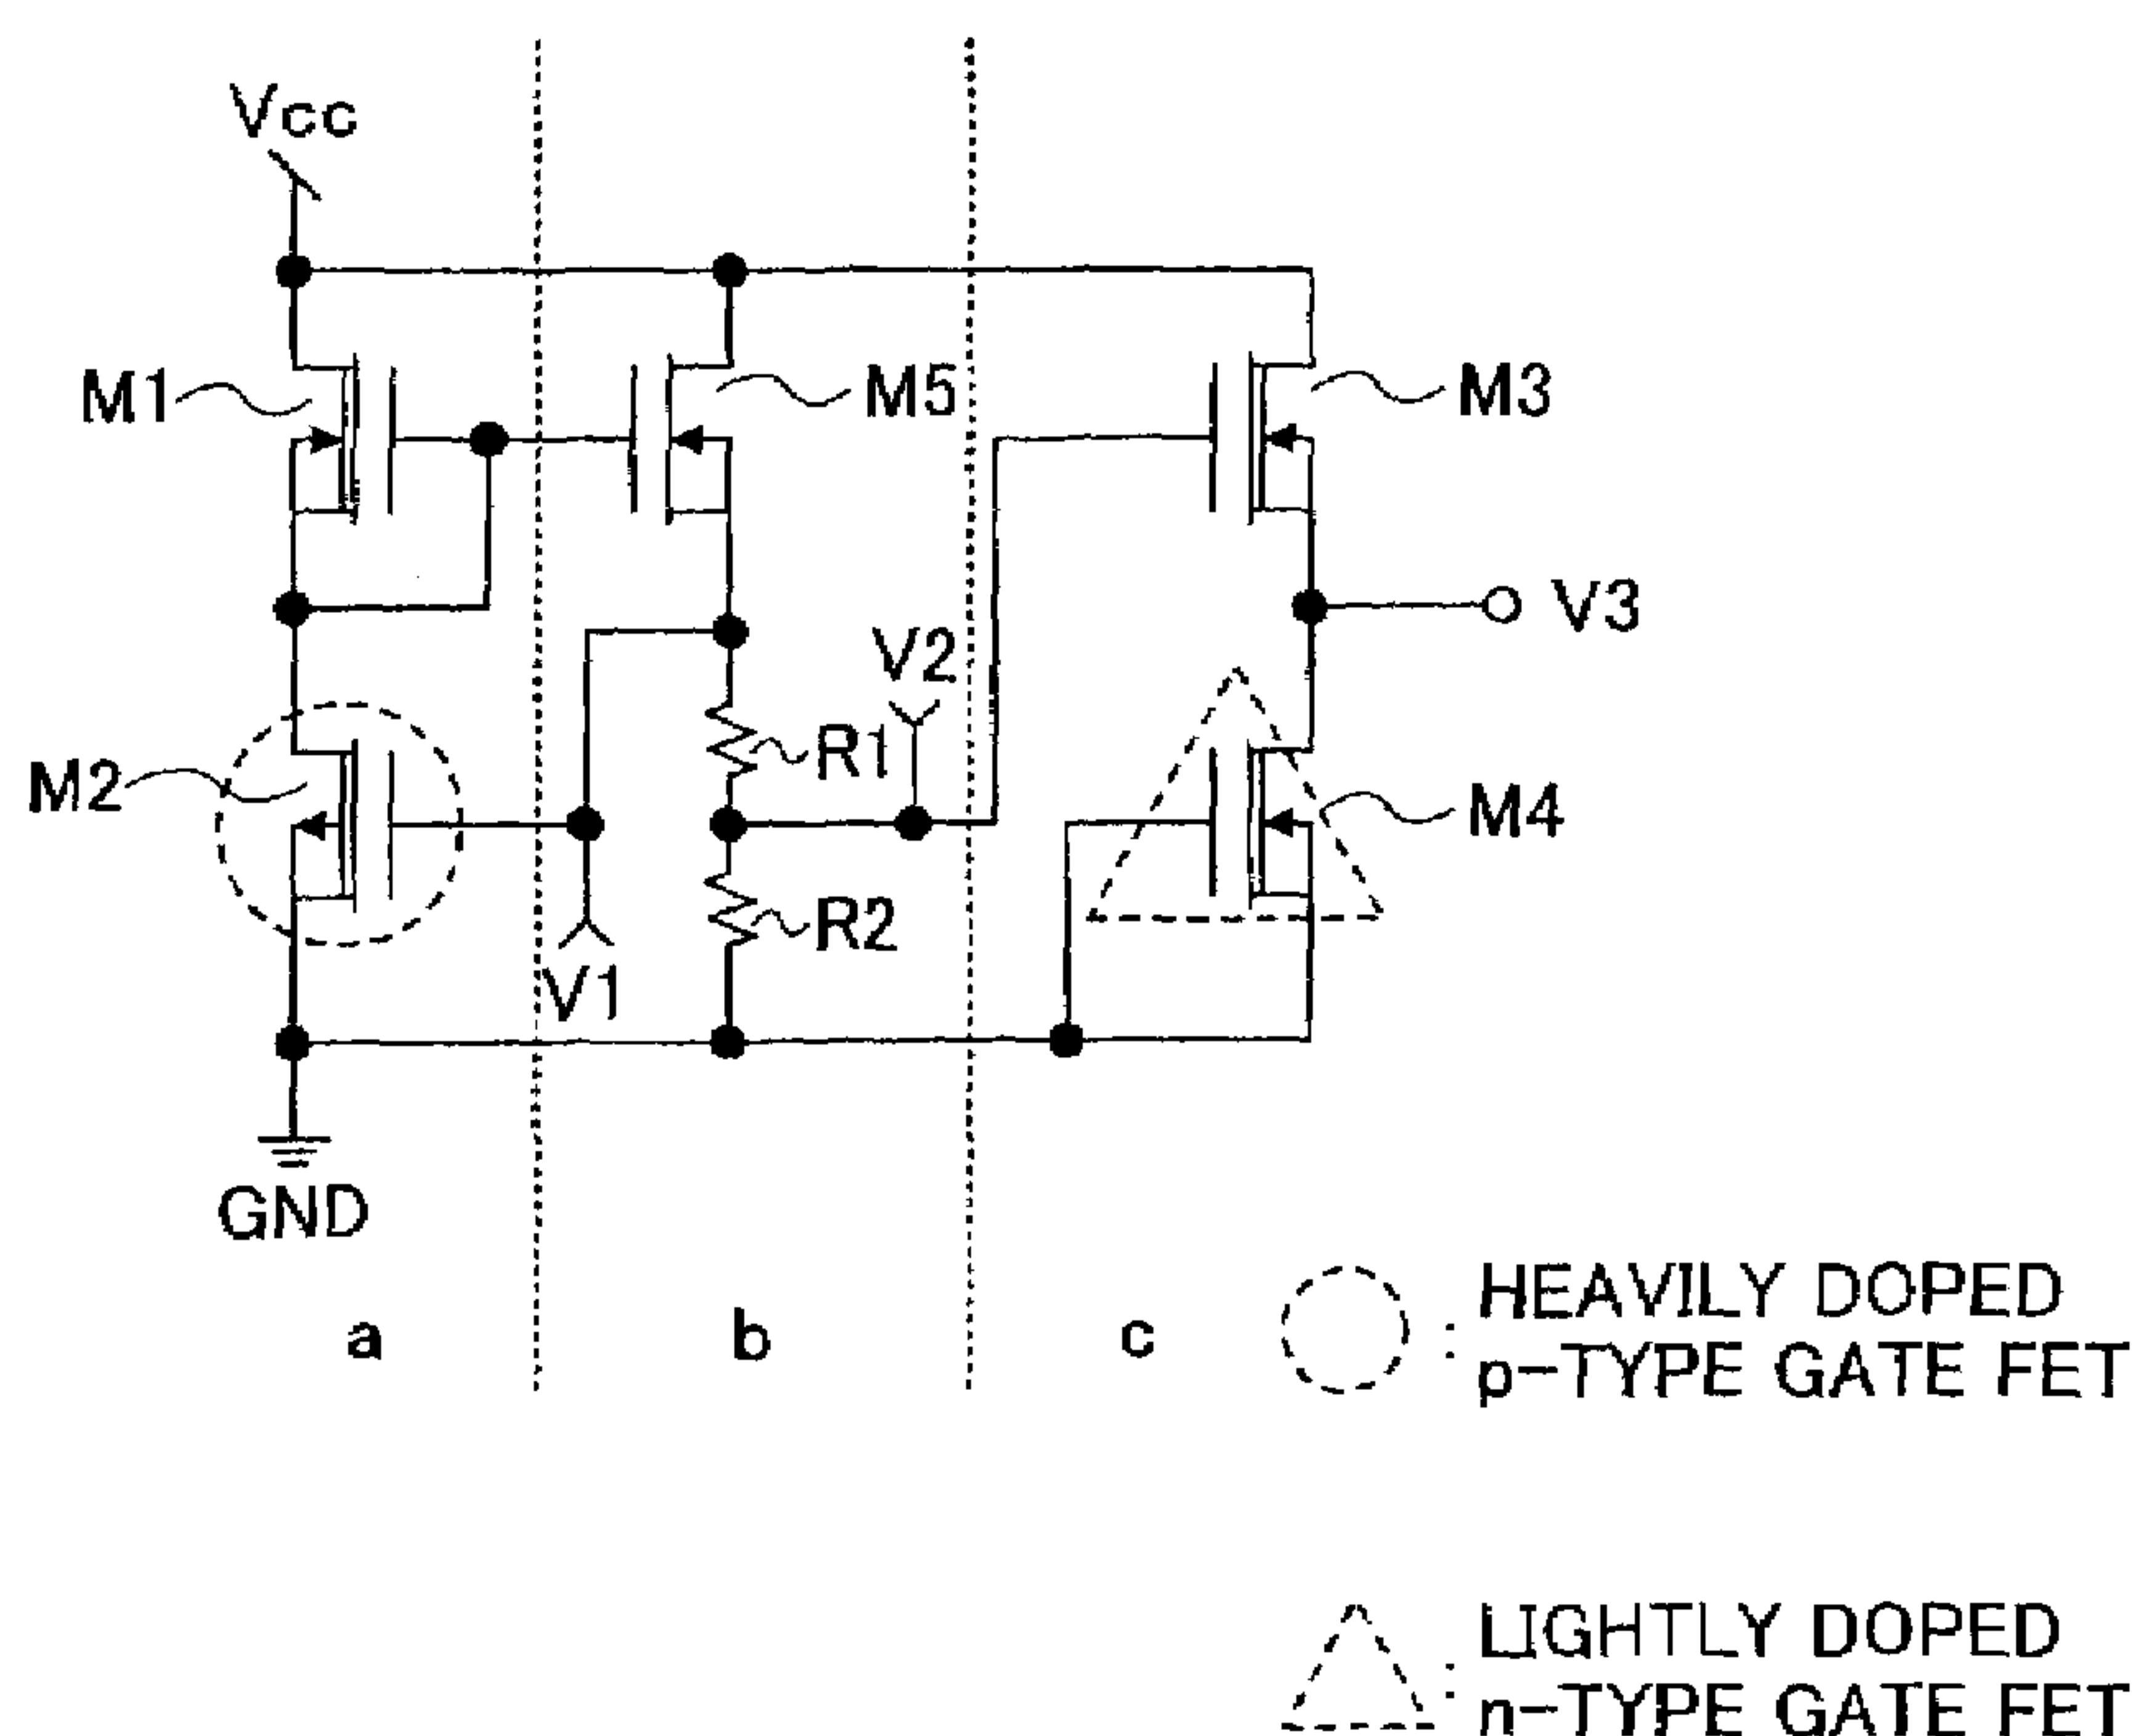 Vcc
M1
M5
M3
V3
V2
M2
R1
M4
R2
V1
GND
a
b
c
: HEAVILY DOPED
p-TYPE GATE FET
: LIGHTLY DOPED
n-TYPE GATE FET